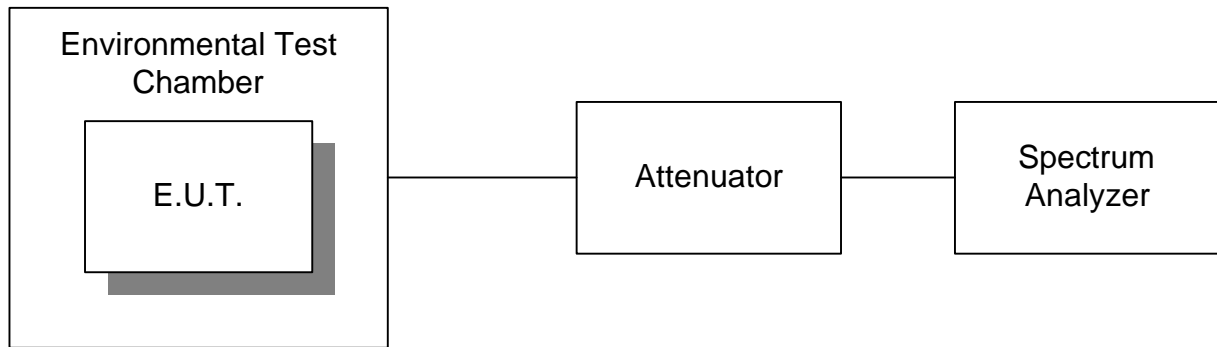 Environmental Test
Chamber
E.U.T.
Attenuator
Spectrum
Analyzer